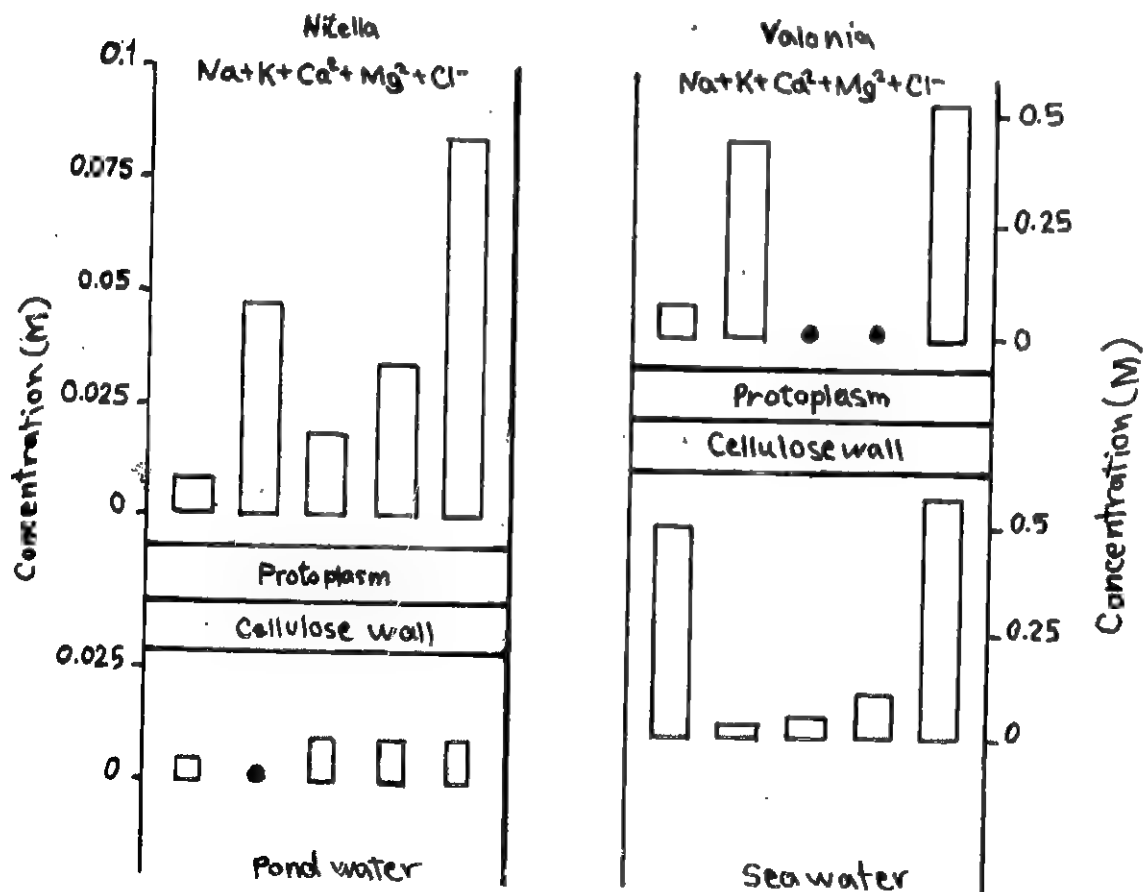 Nitella
Na+K+Ca²+Mg²+Cl⁻
0.1
0.075
0.05
0.025
0
Concentration (M)
Protoplasm
Cellulose wall
0.025
0
Pond water
Valonia
Na+K+Ca²+Mg²+Cl⁻
0.5
0.25
0
Protoplasm
Cellulose wall
0.5
0.25
0
Concentration (M)
Sea water